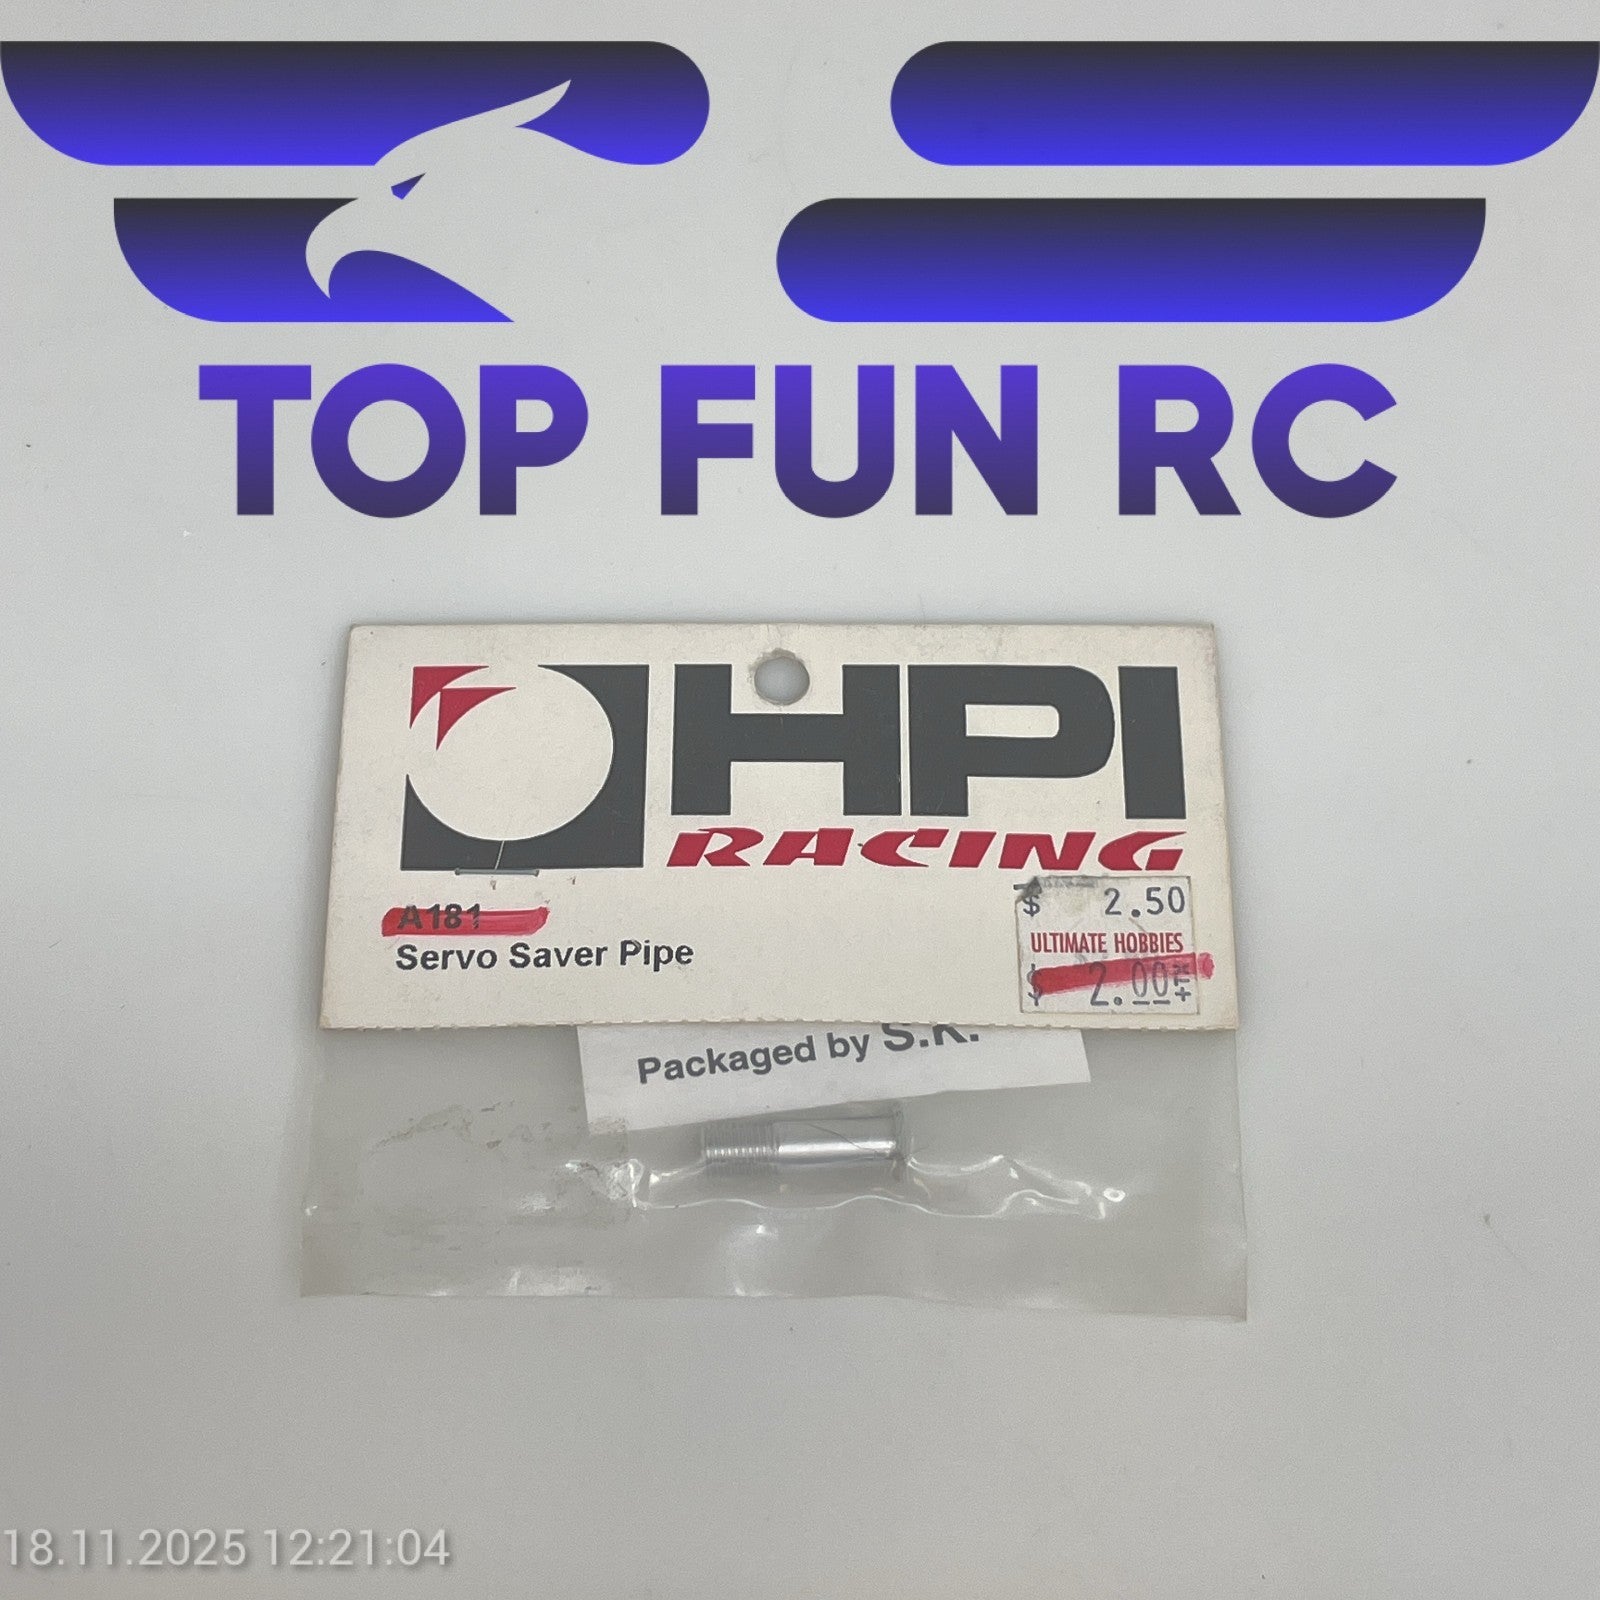 TOP FUN RC
HPI
RACING
A181
Servo Saver Pipe
$ 2.50
ULTIMATE HOBBIES
$ 2.00
Packaged by S.K.
18.11.2025 12:21:04